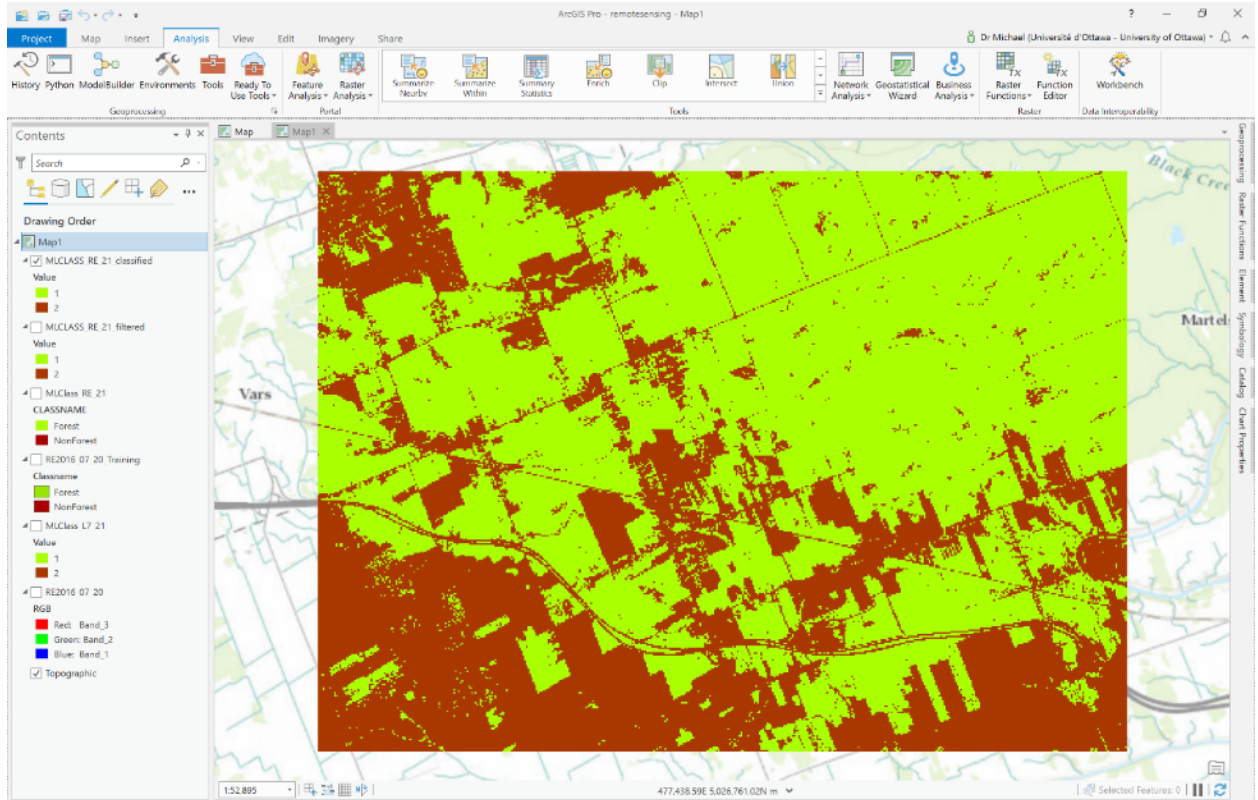 ArcGIS Pro - remotesensing - Map1
Project Map Insert Analysis View Edit Imagery Share
Dr Michael (Université d'Ottawa - University of Ottawa)
History Python ModelBuilder Environments Tools Ready To Use Tools Feature Analysis Raster Analysis Summarize Nearby Summarize Within Summary Statistics Enrich Clip Intersect Union Network Analysis Geostatistical Wizard Business Analysis Raster Functions Function Editor Workbench
Geoprocessing Portal Tools Raster Data Interoperability
Contents
Map Map1
Search
Drawing Order
Map1
MLCLASS RE 21 classified
Value
1
2
MLCLASS RE 21 filtered
Value
1
2
MLClass RE 21
CLASSNAME
Forest
NonForest
RE2016 07 20 Training
Classname
Forest
NonForest
MLClass L7 21
Value
1
2
RE2016 07 20
RGB
Red: Band_3
Green: Band_2
Blue: Band_1
Topographic
Vars
Black Cree
Martel
Geoprocessing
Raster Functions
Element
Symbology
Catalog
Chart Properties
1:52,895
477,438.59E 5,026,761.02N m
Selected Features: 0